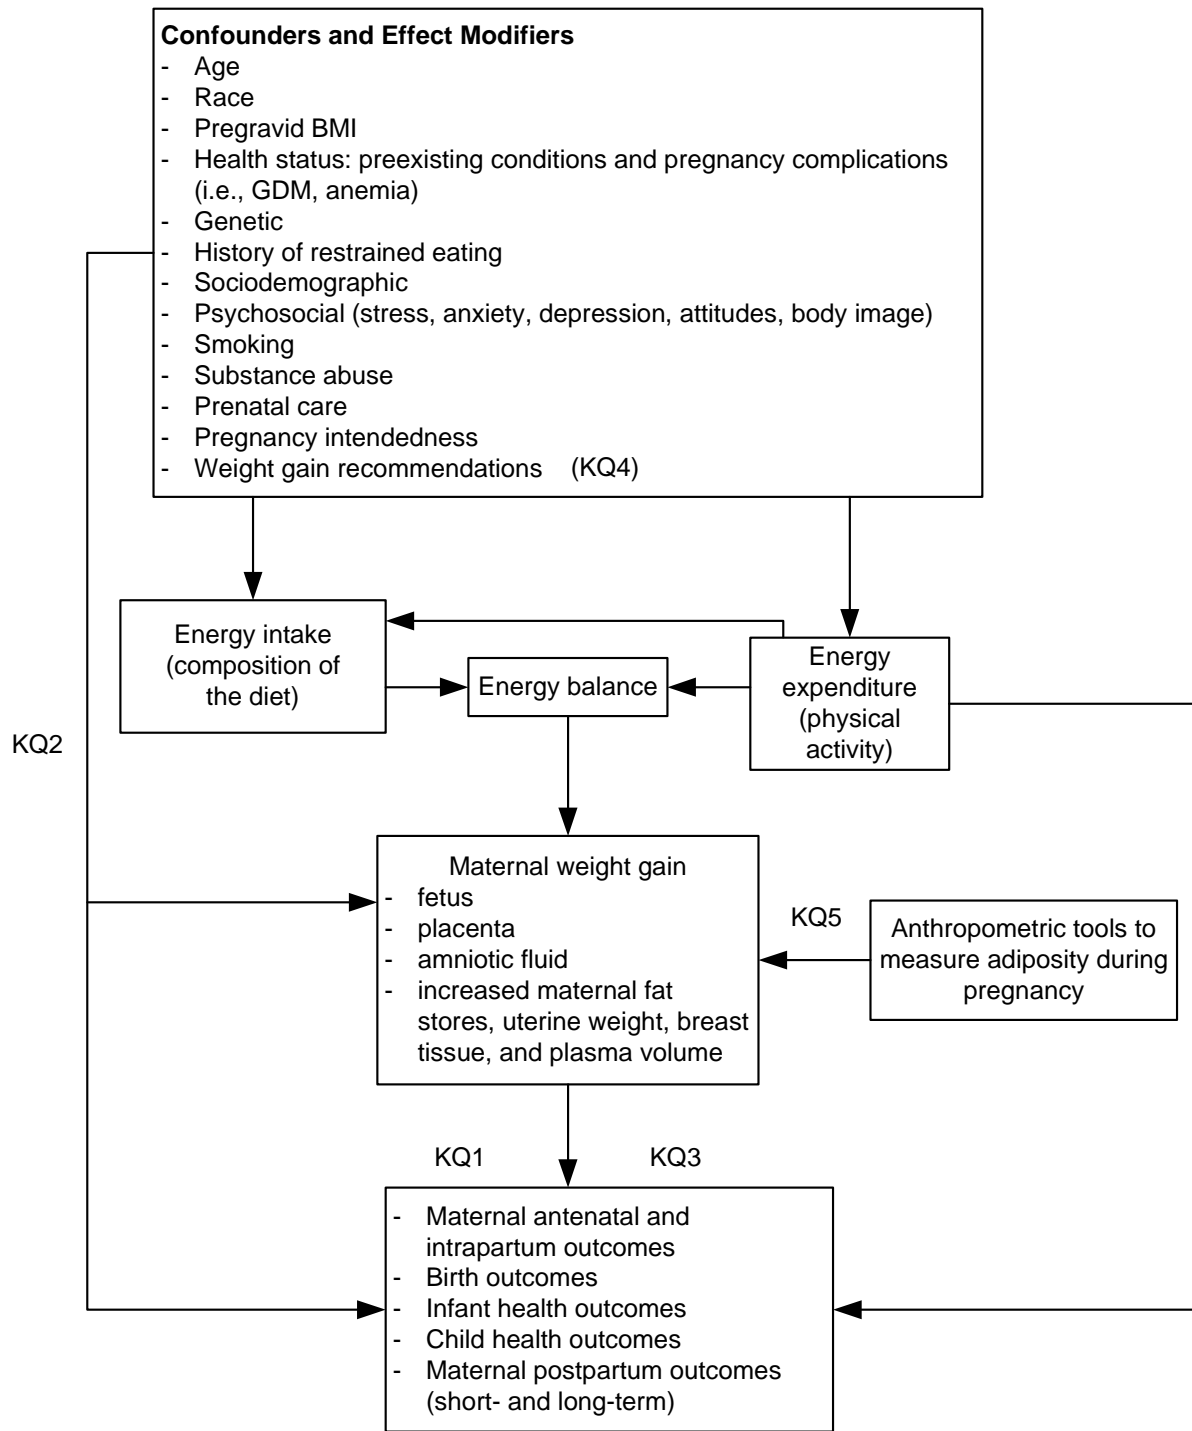 Confounders and Effect Modifiers
- Age
- Race
- Pregravid BMI
- Health status: preexisting conditions and pregnancy complications
(i.e., GDM, anemia)
- Genetic
- History of restrained eating
- Sociodemographic
- Psychosocial (stress, anxiety, depression, attitudes, body image)
- Smoking
- Substance abuse
- Prenatal care
- Pregnancy intendedness
- Weight gain recommendations (KQ4)
Energy intake
(composition of
the diet)
Energy balance
Energy
expenditure
(physical
activity)
KQ2
Maternal weight gain
- fetus
- placenta
- amniotic fluid
- increased maternal fat
stores, uterine weight, breast
tissue, and plasma volume
KQ5
Anthropometric tools to
measure adiposity during
pregnancy
KQ1
KQ3
- Maternal antenatal and
intrapartum outcomes
- Birth outcomes
- Infant health outcomes
- Child health outcomes
- Maternal postpartum outcomes
(short- and long-term)